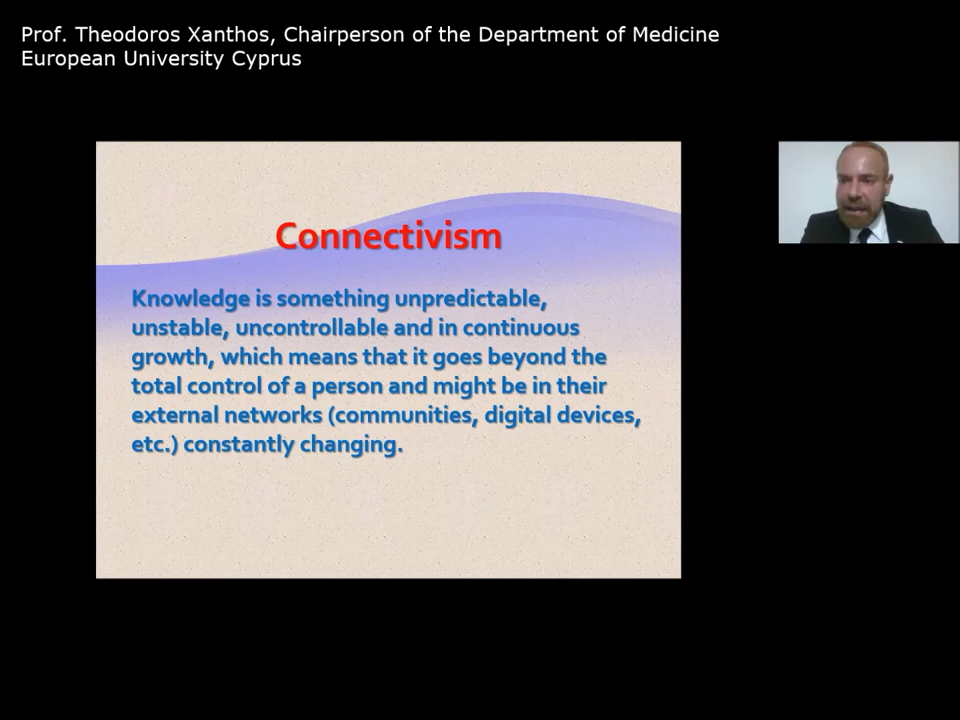 Prof. Theodoros Xanthos, Chairperson of the Department of Medicine
European University Cyprus
Connectivism
Knowledge is something unpredictable,
unstable, uncontrollable and in continuous
growth, which means that it goes beyond the
total control of a person and might be in their
external networks (communities, digital devices,
etc.) constantly changing.